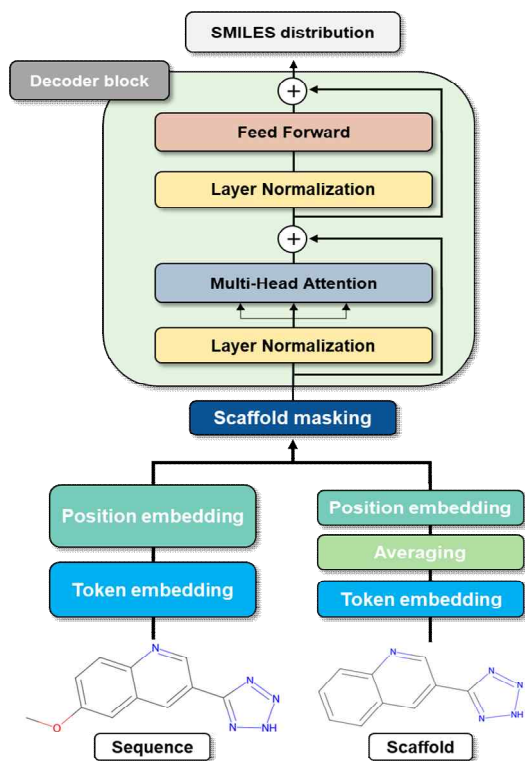 SMILES distribution
Decoder block
+
Feed Forward
Layer Normalization
+
Multi-Head Attention
Layer Normalization
Scaffold masking
Position embedding
Token embedding
Position embedding
Averaging
Token embedding
N
N
N
N
NH
O
N
N
N
N
NH
Sequence
Scaffold